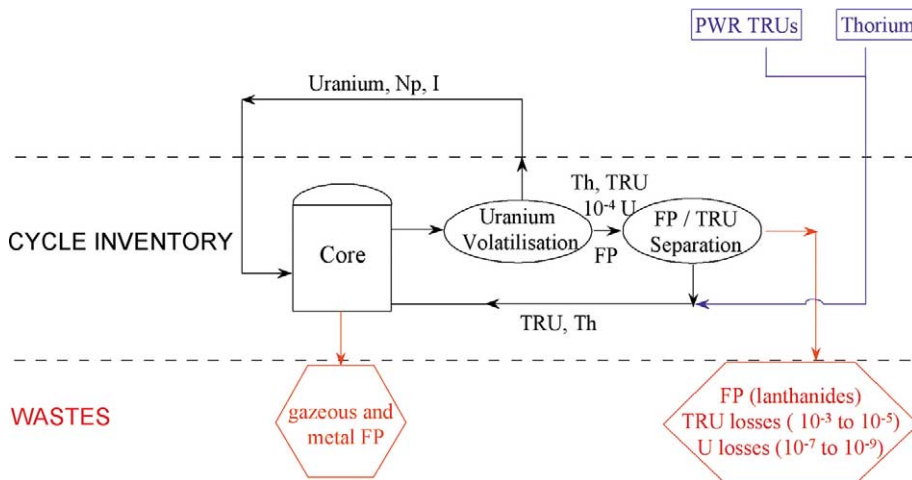 PWR TRUs
Thorium
Uranium, Np, I
Th, TRU
10⁻⁴ U
Uranium
Volatilisation
FP
FP / TRU
Separation
CYCLE INVENTORY
Core
TRU, Th
WASTES
gazeous and
metal FP
FP (lanthanides)
TRU losses ( 10⁻³ to 10⁻⁵)
U losses (10⁻⁷ to 10⁻⁹)